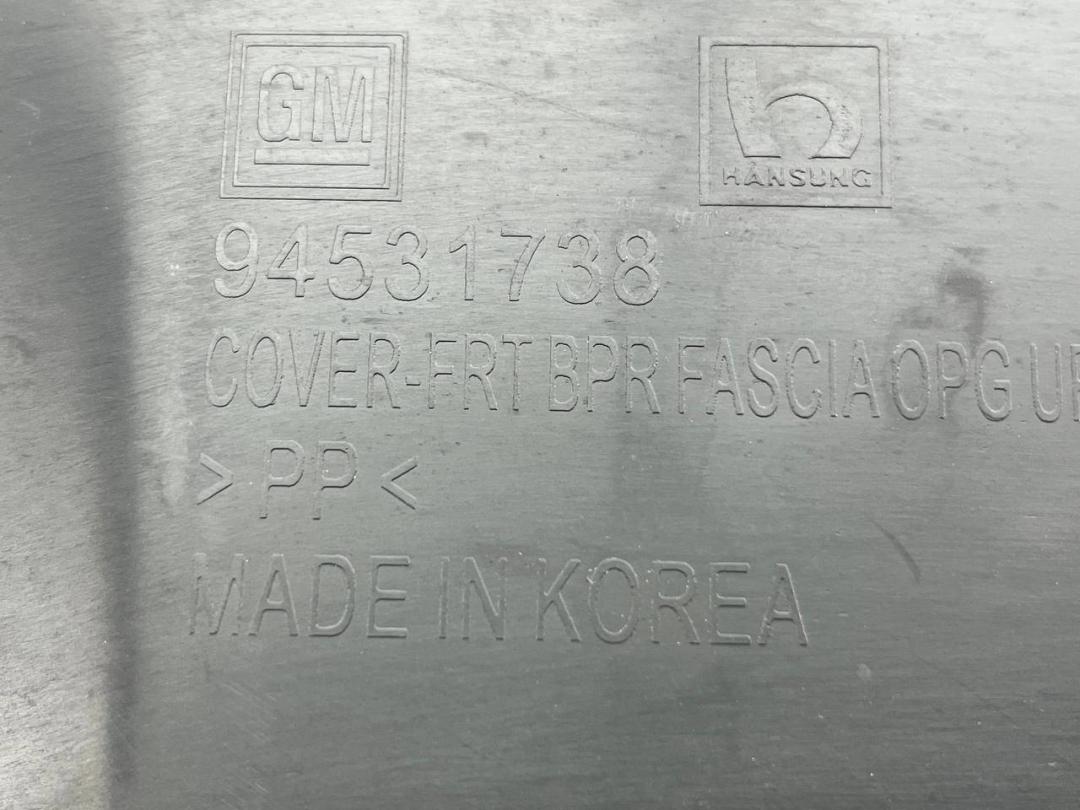 GM
HANSUNG
94531738
COVER-FRT BPR FASCIA OPG
> PP <
MADE IN KOREA